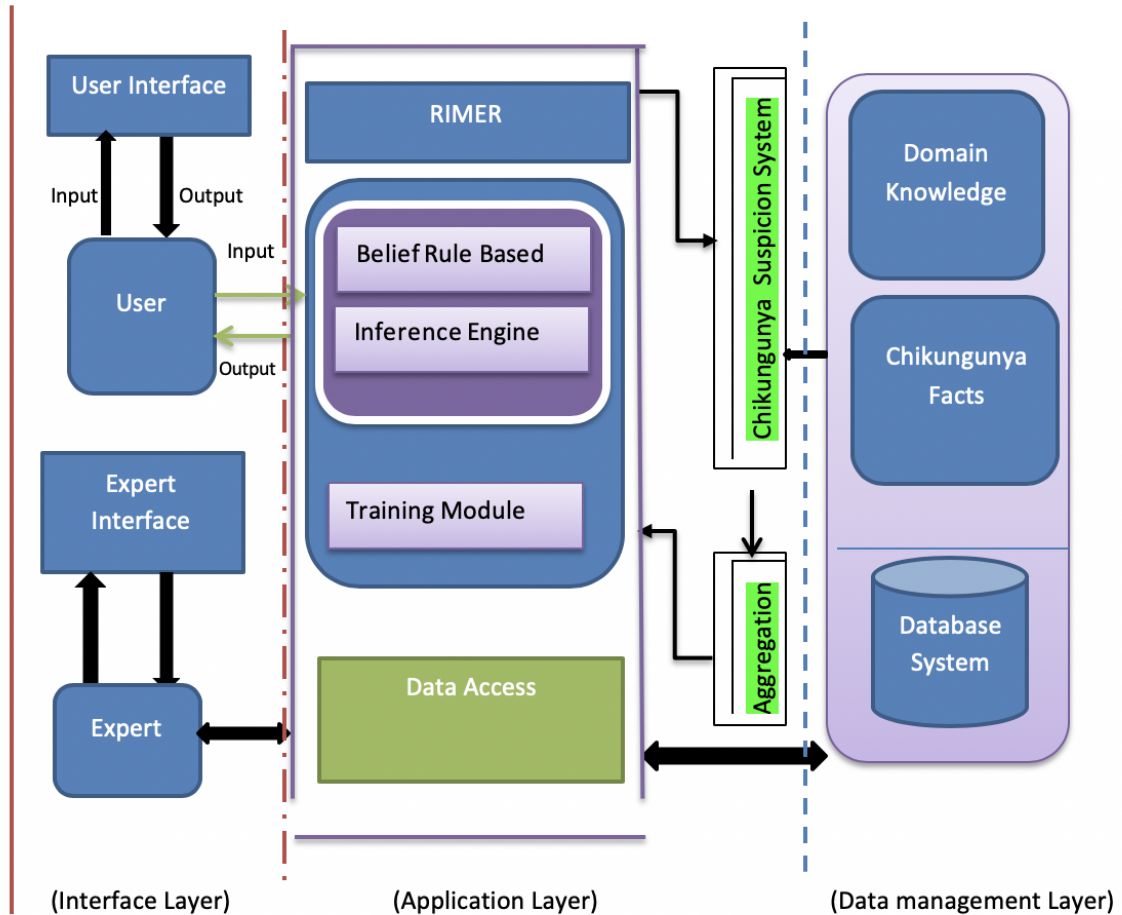 User Interface
Input
Output
User
Input
Output
Expert
Interface
Expert
(Interface Layer)
RIMER
Belief Rule Based
Inference Engine
Training Module
Data Access
(Application Layer)
Chikungunya  Suspicion System
Aggregation
Domain
Knowledge
Chikungunya
Facts
Database
System
(Data management Layer)